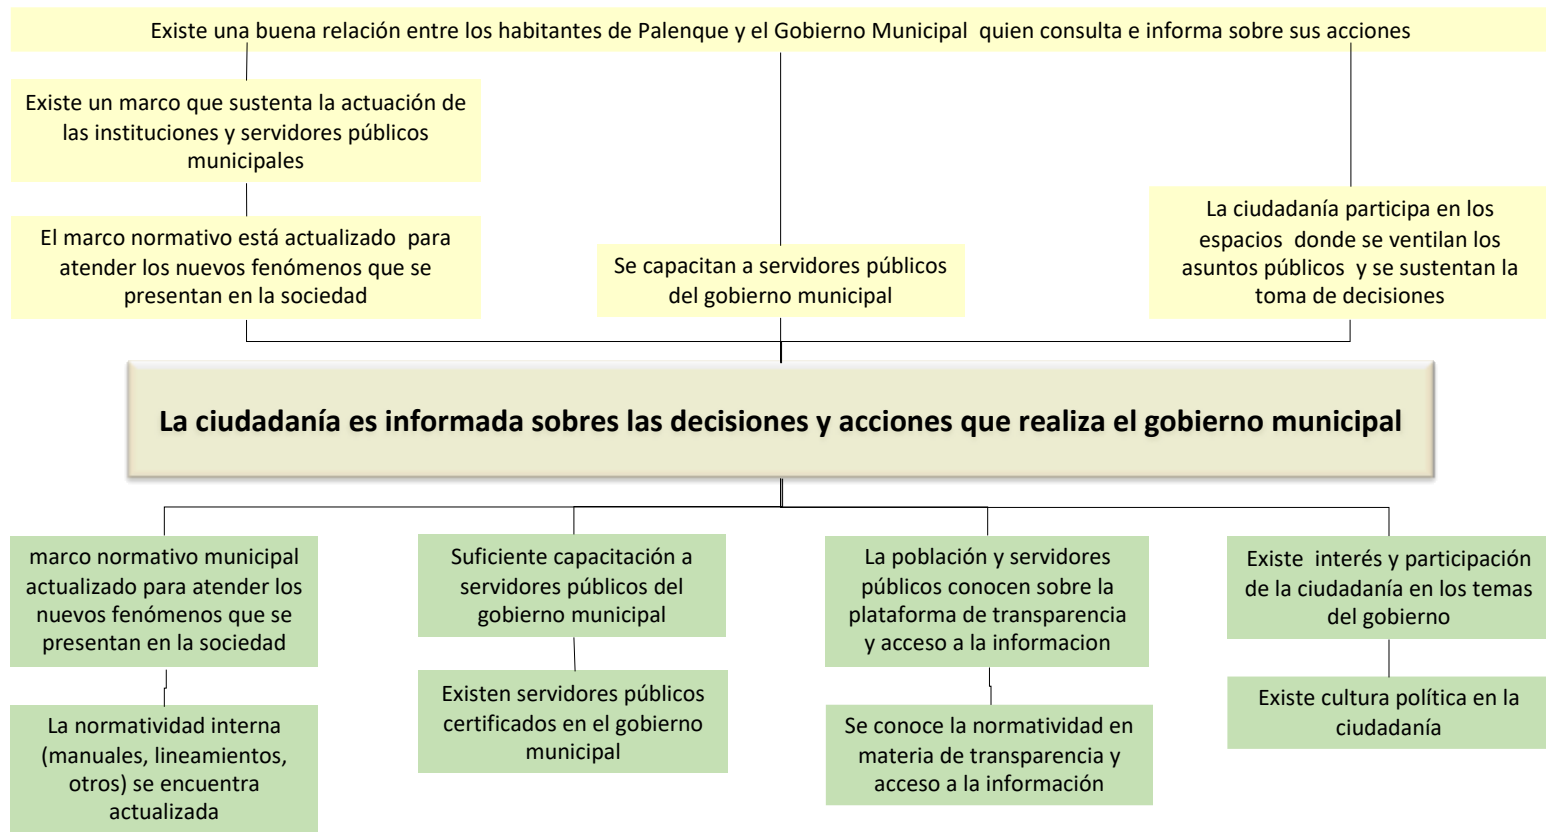 Existe una buena relación entre los habitantes de Palenque y el Gobierno Municipal  quien consulta e informa sobre sus acciones
Existe un marco que sustenta la actuación de
las instituciones y servidores públicos
municipales
El marco normativo está actualizado  para
atender los nuevos fenómenos que se
presentan en la sociedad
Se capacitan a servidores públicos
del gobierno municipal
La ciudadanía participa en los
espacios  donde se ventilan los
asuntos públicos  y se sustentan la
toma de decisiones
La ciudadanía es informada sobres las decisiones y acciones que realiza el gobierno municipal
marco normativo municipal
actualizado para atender los
nuevos fenómenos que se
presentan en la sociedad
La normatividad interna
(manuales, lineamientos,
otros) se encuentra
actualizada
Suficiente capacitación a
servidores públicos del
gobierno municipal
Existen servidores públicos
certificados en el gobierno
municipal
La población y servidores
públicos conocen sobre la
plataforma de transparencia
y acceso a la informacion
Se conoce la normatividad en
materia de transparencia y
acceso a la información
Existe  interés y participación
de la ciudadanía en los temas
del gobierno
Existe cultura política en la
ciudadanía